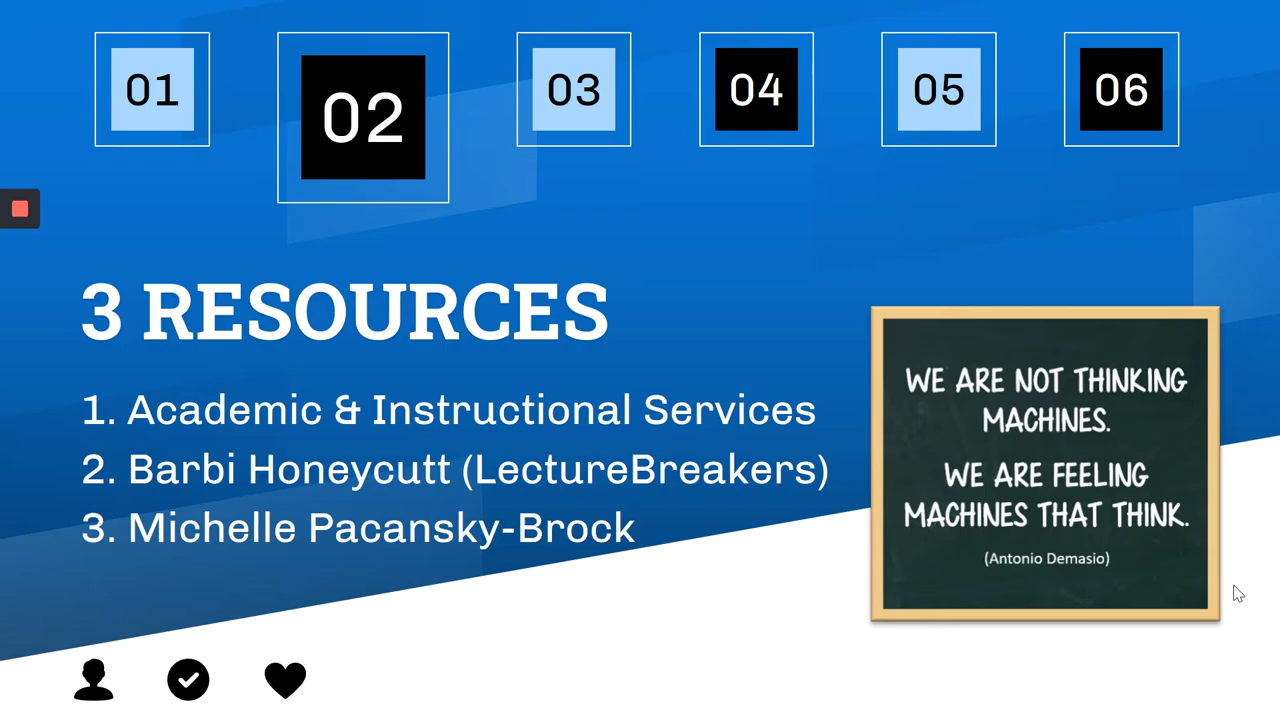 01
02
03
04
05
06
3 RESOURCES
1. Academic & Instructional Services
2. Barbi Honeycutt (LectureBreakers)
3. Michelle Pacansky-Brock
WE ARE NOT THINKING
MACHINES.
WE ARE FEELING
MACHINES THAT THINK.
(Antonio Demasio)